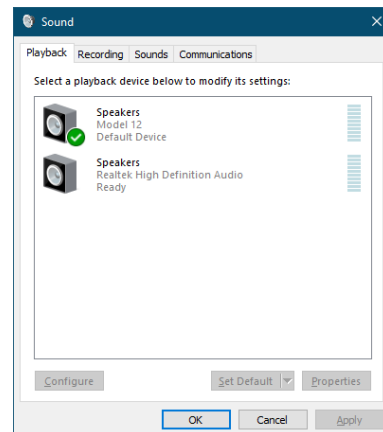 Sound
Playback Recording Sounds Communications
Select a playback device below to modify its settings:
Speakers
Model 12
Default Device
Speakers
Realtek High Definition Audio
Ready
Configure Set Default Properties
OK Cancel Apply